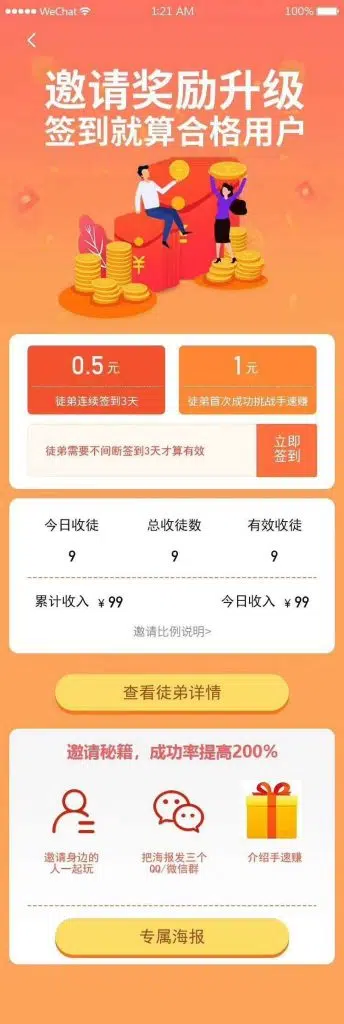 WeChat
1:21 AM
100%
邀请奖励升级
签到就算合格用户
0.5 元
徒弟连续签到3天
1 元
徒弟首次成功挑战手速赚
徒弟需要不间断签到3天才算有效
立即
签到
今日收徒
总收徒数
有效收徒
9
9
9
累计收入 ¥ 99
今日收入 ¥ 99
邀请比例说明>
查看徒弟详情
邀请秘籍，成功率提高200%
邀请身边的
人一起玩
把海报发三个
QQ/微信群
介绍手速赚
专属海报